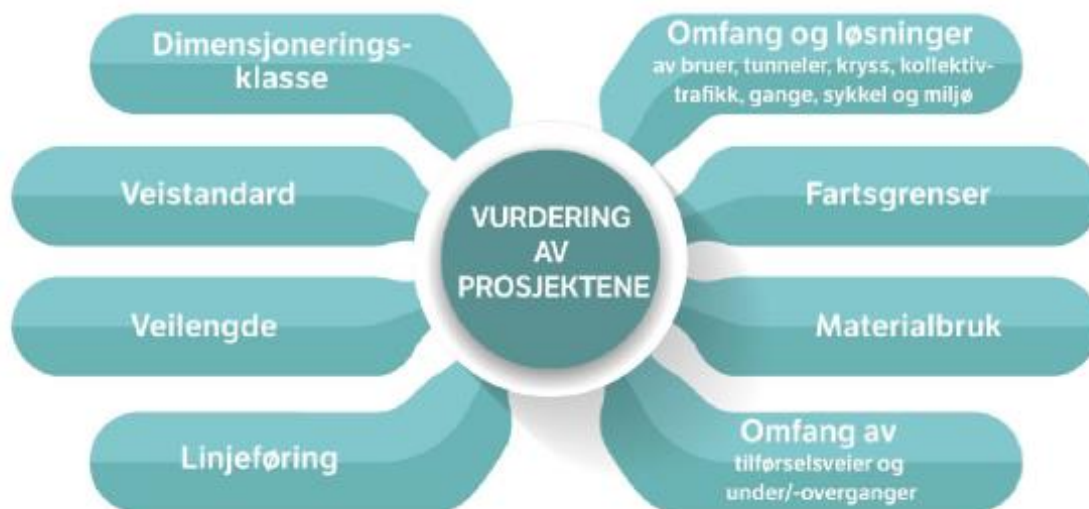 Dimensjonerings-
klasse
Veistandard
Veilengde
Linjeføring
VURDERING
AV
PROSJEKTENE
Omfang og løsninger
av bruer, tunneler, kryss, kollektiv-
trafikk, gange, sykkel og miljø
Fartsgrenser
Materialbruk
Omfang av
tilførselsveier og
under/-overganger